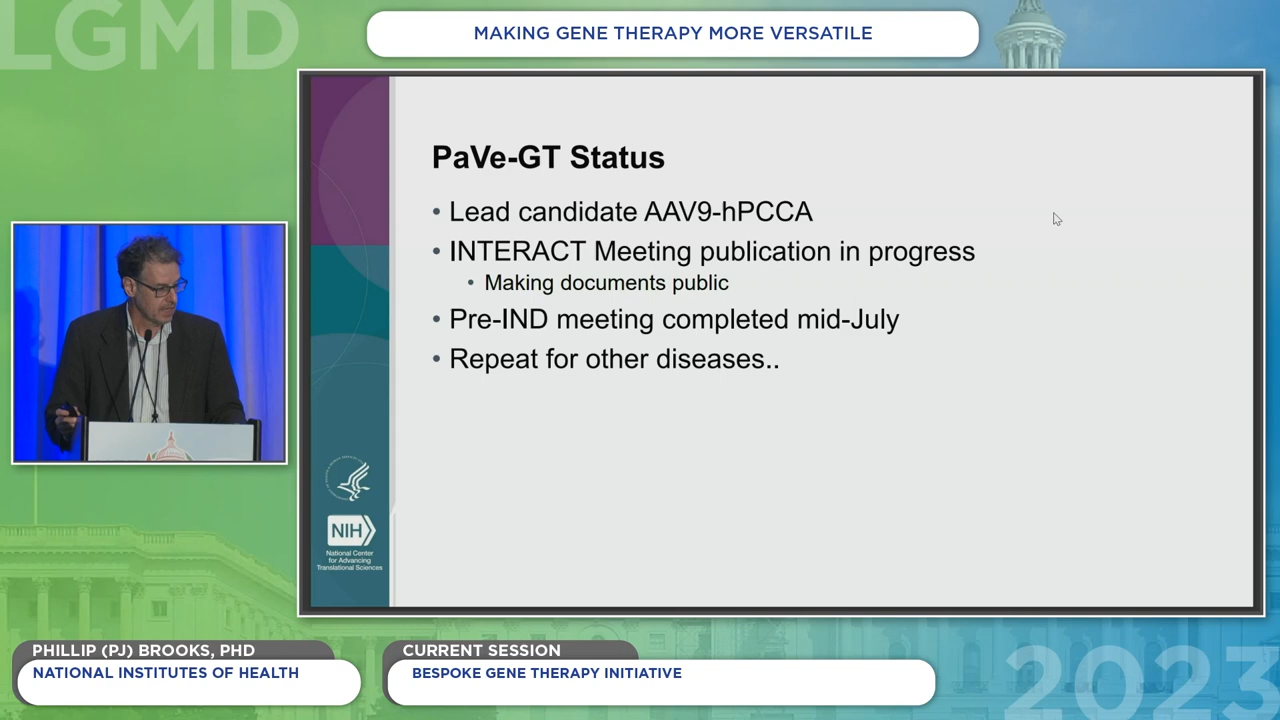 LGMD
MAKING GENE THERAPY MORE VERSATILE
PaVe-GT Status
• Lead candidate AAV9-hPCCA
• INTERACT Meeting publication in progress
• Making documents public
• Pre-IND meeting completed mid-July
• Repeat for other diseases..
NIH
National Center
for Advancing
Translational Sciences
PHILLIP (PJ) BROOKS, PHD
NATIONAL INSTITUTES OF HEALTH
CURRENT SESSION
BESPOKE GENE THERAPY INITIATIVE
2023